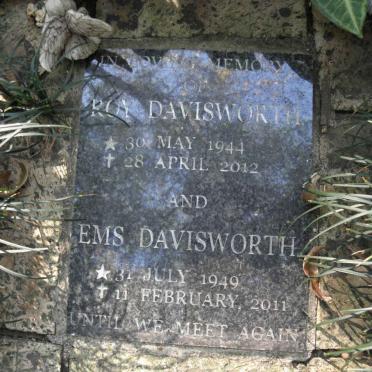 IN LOVING MEMORY
OF
ROY DAVISWORTH
★ 30 MAY 1944
✝ 28 APRIL 2012
AND
EMS DAVISWORTH
★ 31 JULY 1949
✝ 11 FEBRUARY, 2011
UNTIL WE MEET AGAIN